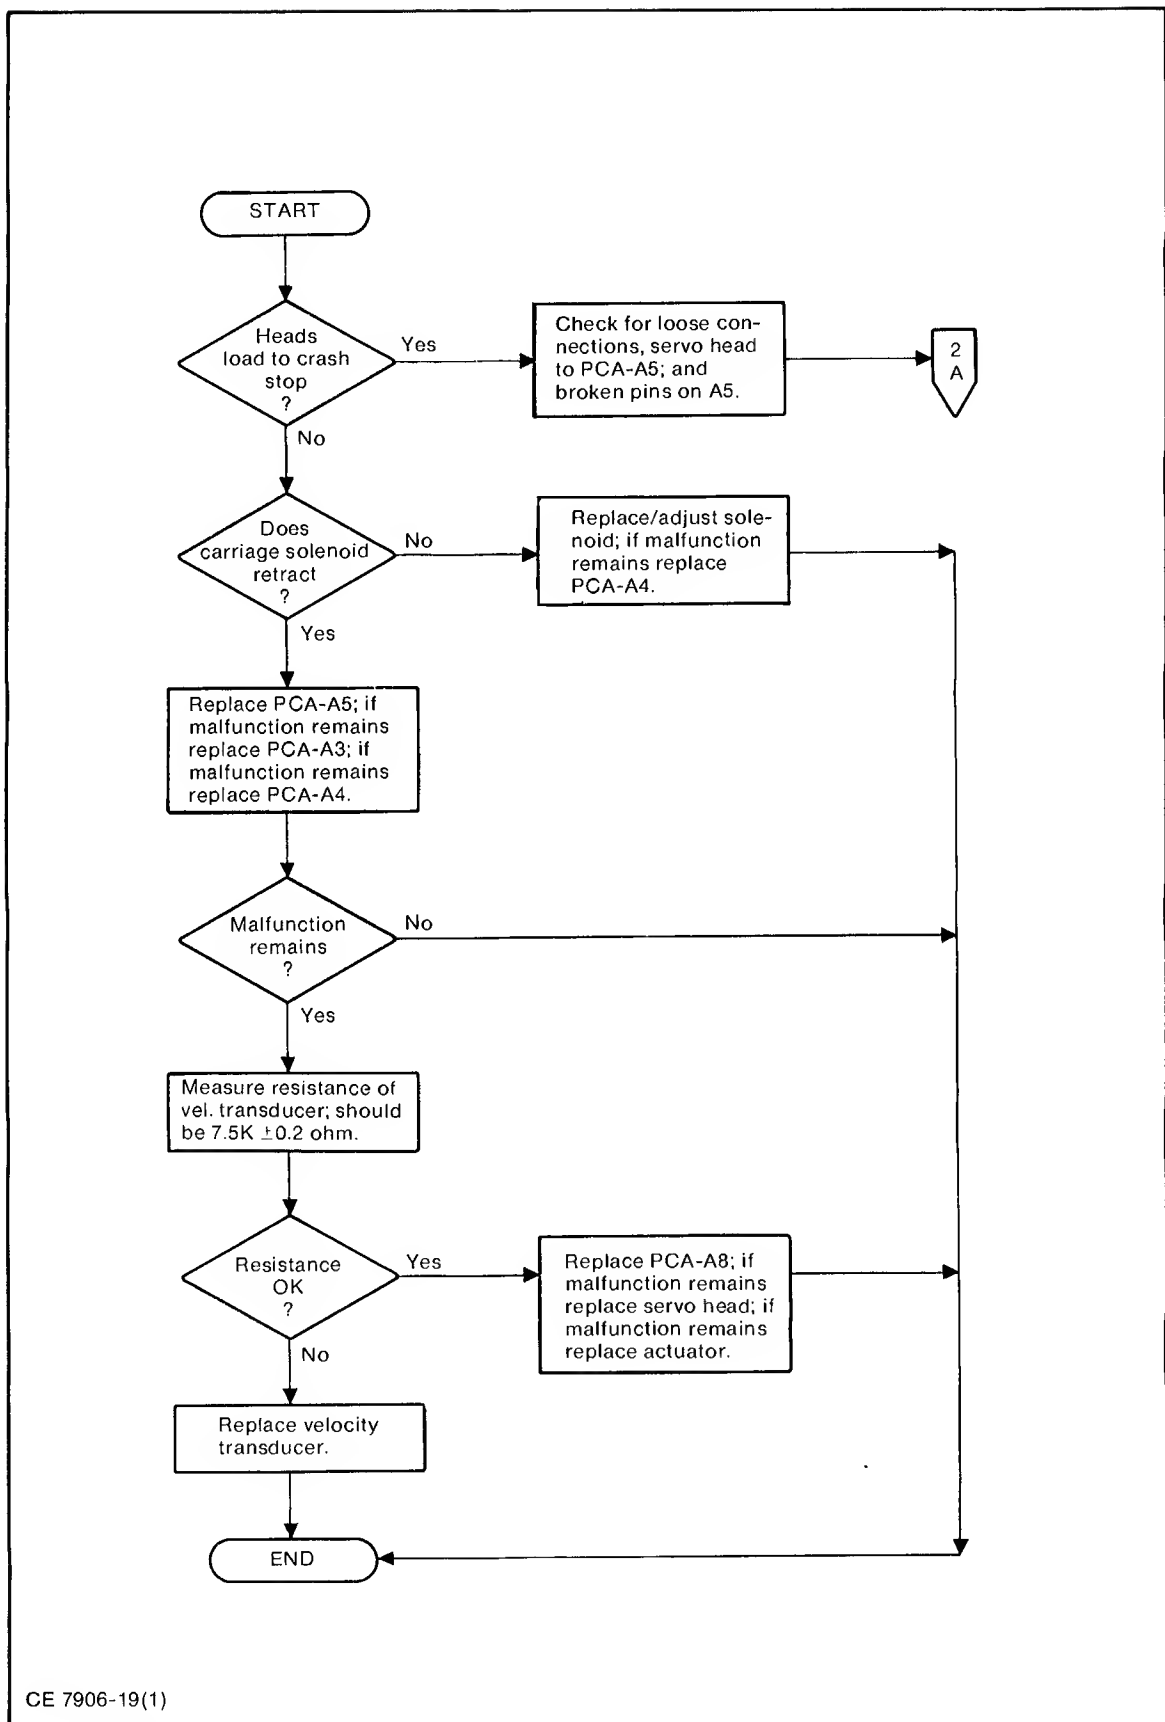 START
Heads
load to crash
stop
?
Yes
Check for loose con-
nections, servo head
to PCA-A5; and
broken pins on A5.
2
A
No
Does
carriage solenoid
retract
?
No
Replace/adjust sole-
noid; if malfunction
remains replace
PCA-A4.
Yes
Replace PCA-A5; if
malfunction remains
replace PCA-A3; if
malfunction remains
replace PCA-A4.
Malfunction
remains
?
No
Yes
Measure resistance of
vel. transducer; should
be 7.5K ±0.2 ohm.
Resistance
OK
?
Yes
Replace PCA-A8; if
malfunction remains
replace servo head; if
malfunction remains
replace actuator.
No
Replace velocity
transducer.
END
CE 7906-19(1)